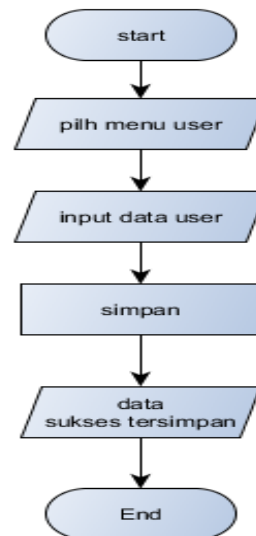 start
pilh menu user
input data user
simpan
data
sukses tersimpan
End